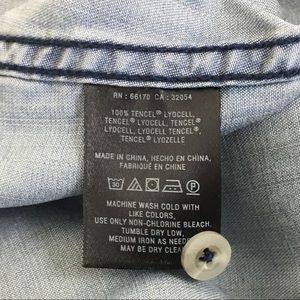 RN : 66170 CA : 32054
100% TENCEL® LYOCELL,
TENCEL® LYOCELL, TENCEL®
LYOCELL, LYOCELL TENCEL®,
TENCEL® LYOZELLE
MADE IN CHINA, HECHO EN CHINA,
FABRIQUÉ EN CHINE
30 P
MACHINE WASH COLD WITH
LIKE COLORS,
USE ONLY NON-CHLORINE BLEACH.
TUMBLE DRY LOW.
MEDIUM IRON AS
MAY BE DRY